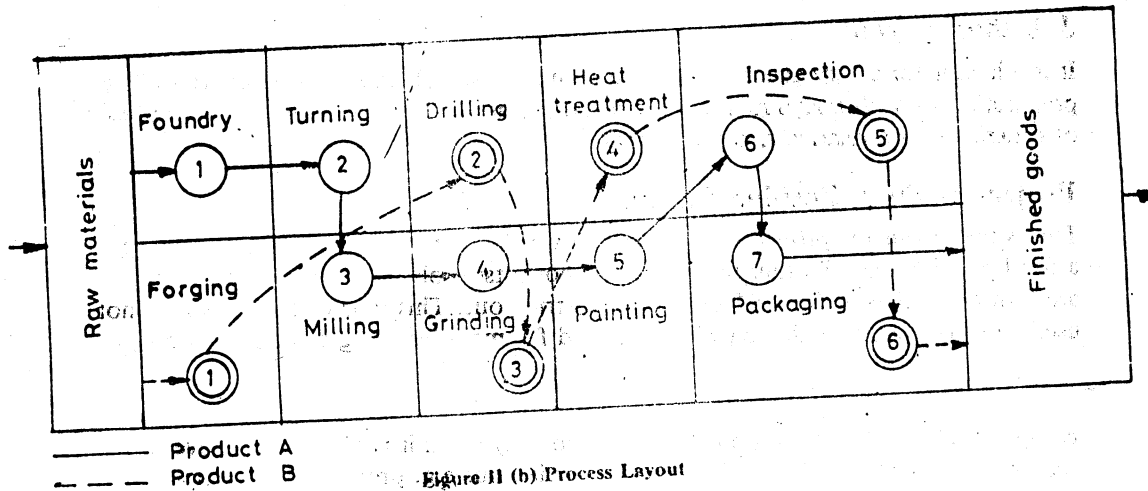 Raw materials
Foundry
Turning
Drilling
Heat
treatment
Inspection
1
2
2
4
6
5
Finished goods
Forging
3
4
5
7
Milling
Grinding
Painting
Packaging
1
3
6
Product A
Product B
Figure II (b) Process Layout